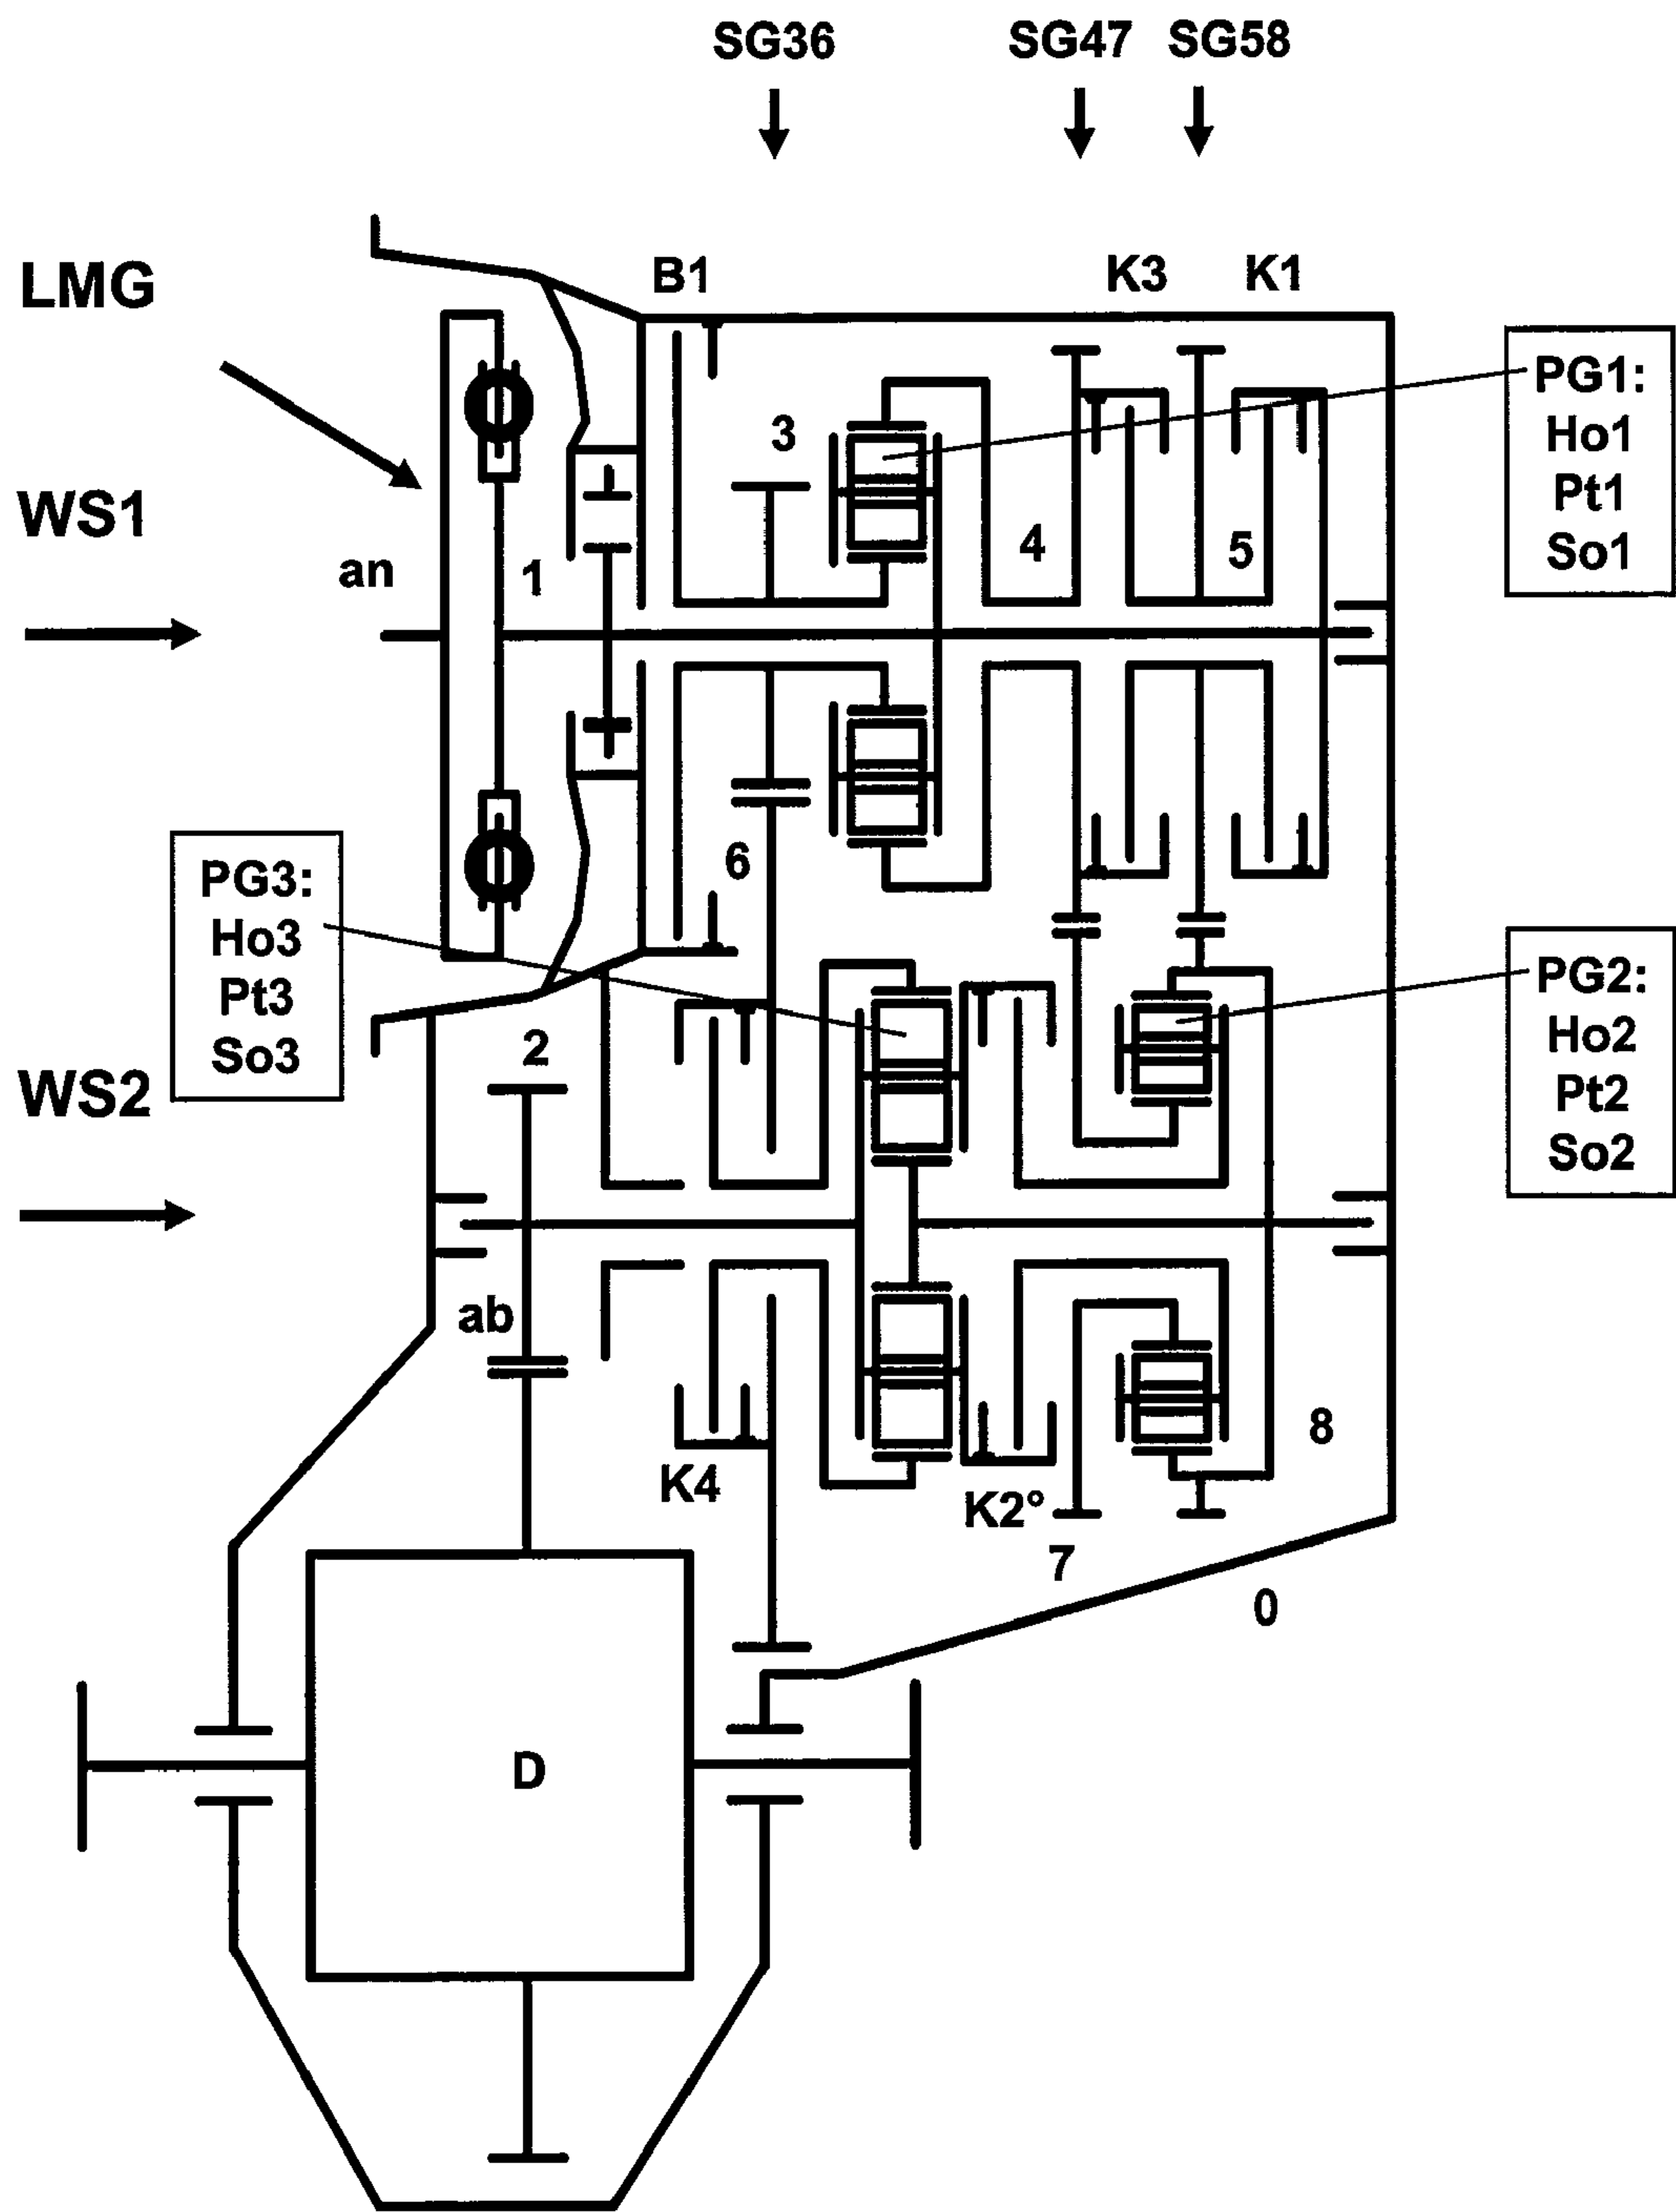 SG36 SG47 SG58
LMG
B1
K3
K1
PG1:
Ho1
Pt1
So1
3
WS1
an
1
4
5
6
PG3:
Ho3
Pt3
So3
PG2:
Ho2
Pt2
So2
WS2
2
ab
8
K4
K2°
7
0
D